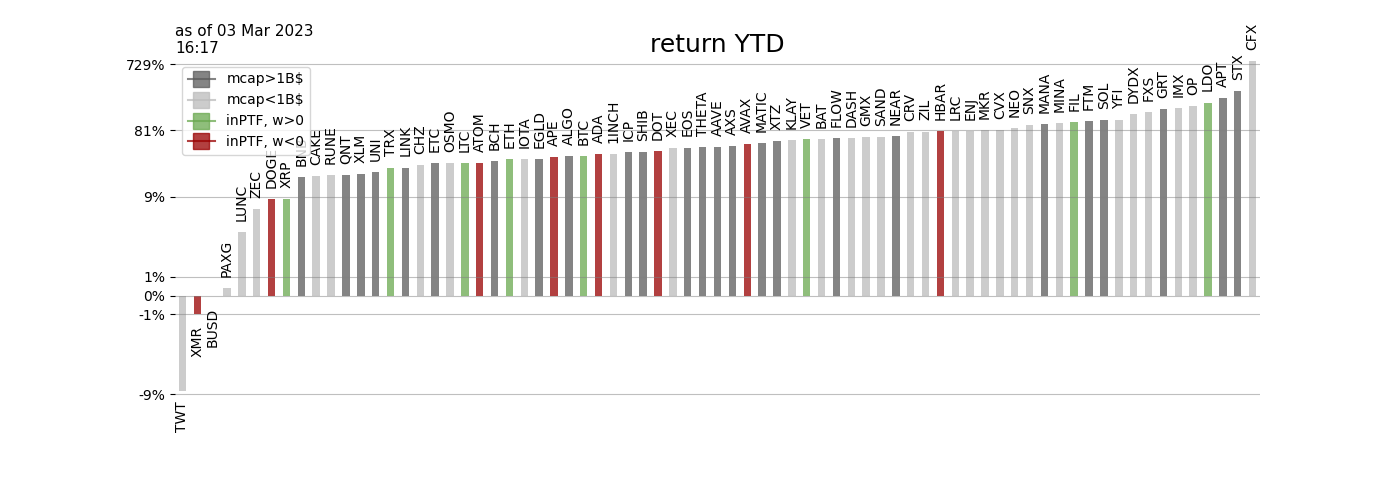 as of 03 Mar 2023
16:17
return YTD
729%
81%
9%
1%
0%
-1%
-9%
mcap>1B$
mcap<1B$
inPTF, w>0
inPTF, w<0
TWT
XMR
BUSD
PAXG
LUNC
ZEC
DOGE
XRP
BNB
CAKE
RUNE
QNT
XLM
UNI
TRX
LINK
CHZ
ETC
OSMO
LTC
ATOM
BCH
ETH
IOTA
EGLD
APE
ALGO
BTC
ADA
1INCH
ICP
SHIB
DOT
XEC
EOS
THETA
AAVE
AXS
AVAX
MATIC
XTZ
KLAY
VET
BAT
FLOW
DASH
GMX
SAND
NEAR
CRV
ZIL
HBAR
LRC
ENJ
MKR
CVX
NEO
SNX
MANA
MINA
FIL
FTM
SOL
YFI
DYDX
FXS
GRT
IMX
OP
LDO
APT
STX
CFX